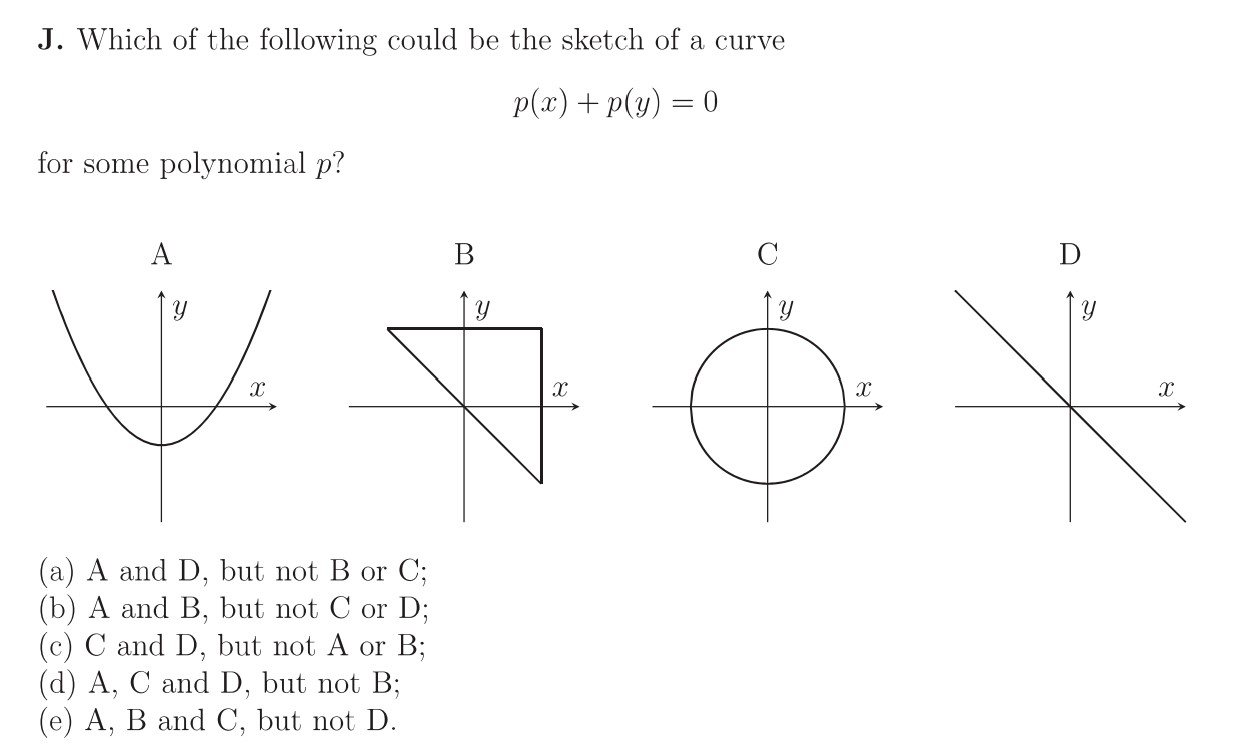 J. Which of the following could be the sketch of a curve
p(x) + p(y) = 0
for some polynomial p?
A B C D
y y y y
x x x x
(a) A and D, but not B or C;
(b) A and B, but not C or D;
(c) C and D, but not A or B;
(d) A, C and D, but not B;
(e) A, B and C, but not D.